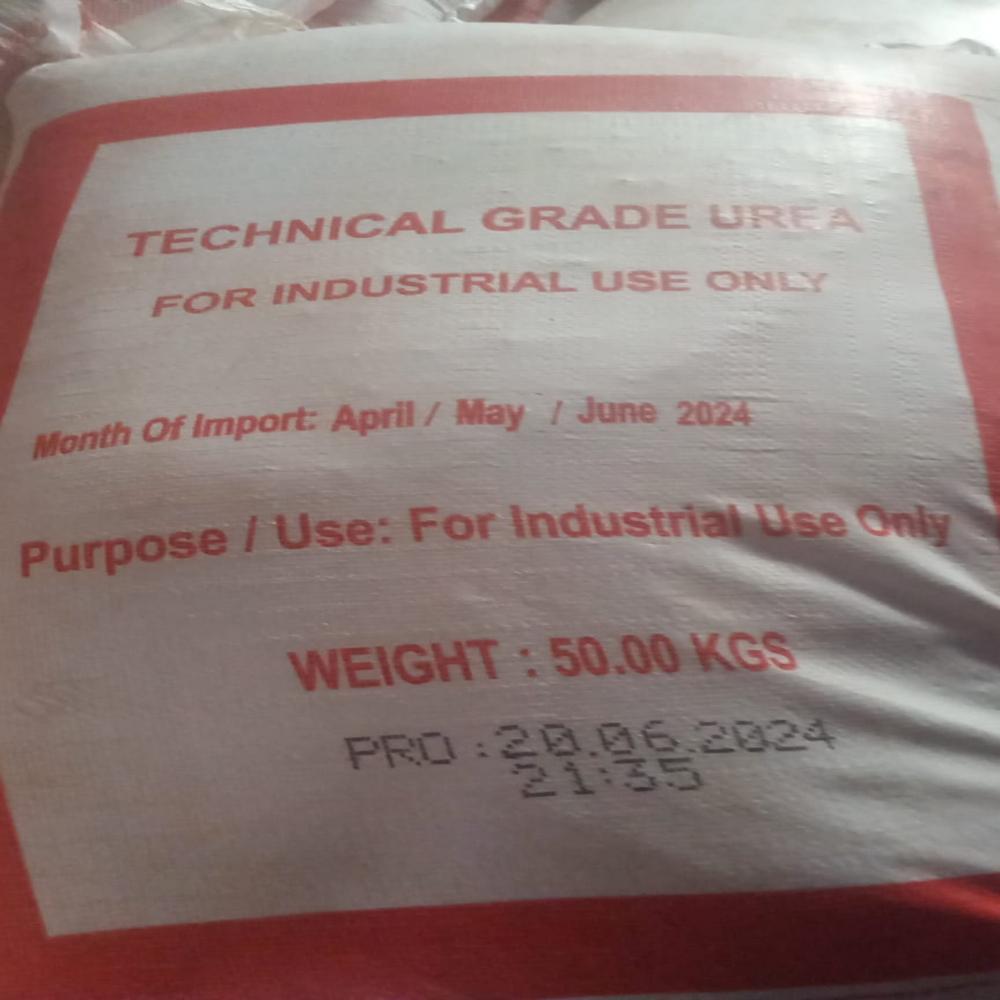 TECHNICAL GRADE UREA
FOR INDUSTRIAL USE ONLY
Month Of Import: April / May / June 2024
Purpose / Use: For Industrial Use Only
WEIGHT : 50.00 KGS
PRO :20.06.2024
21:35